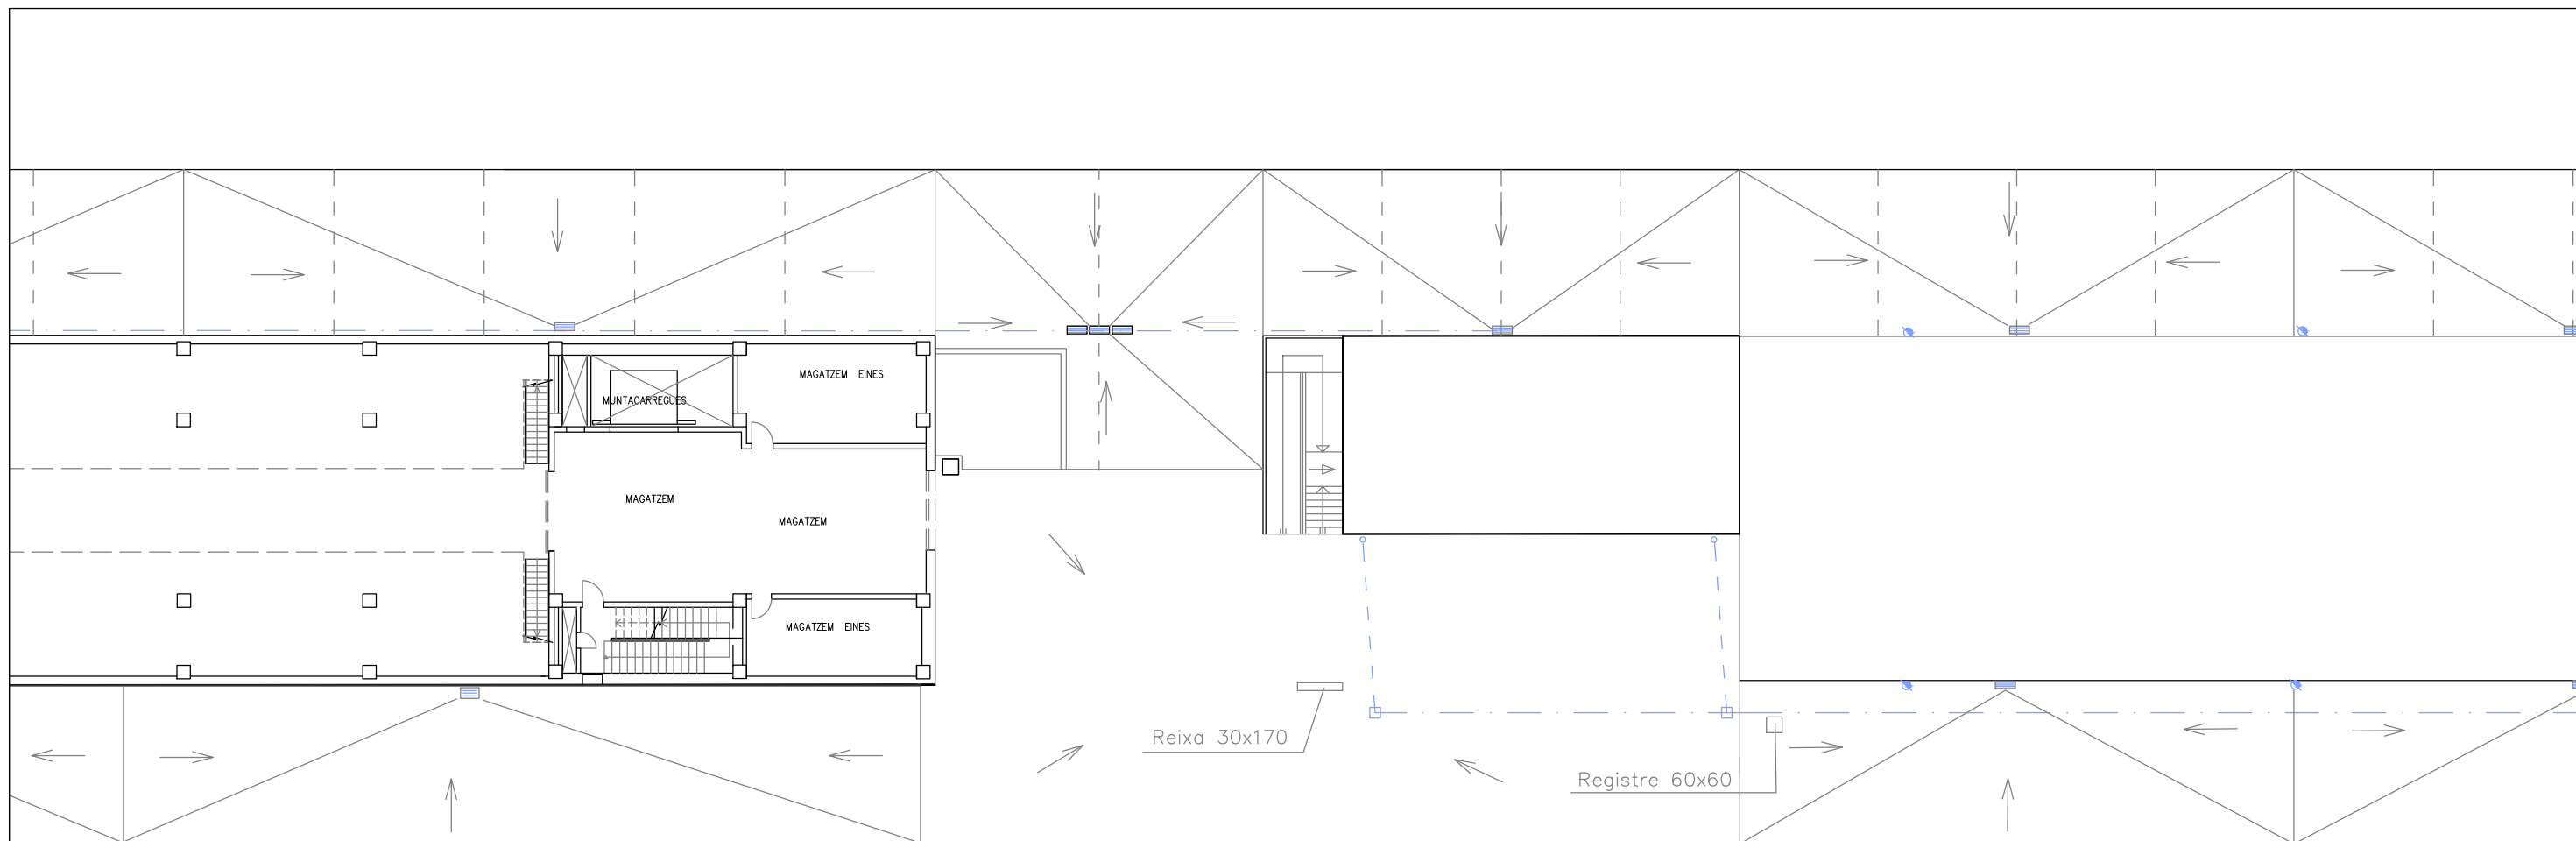 MAGATZEM EINES
MUNTACARREGUES
MAGATZEM
MAGATZEM
MAGATZEM EINES
Reixa 30x170
Registre 60x60